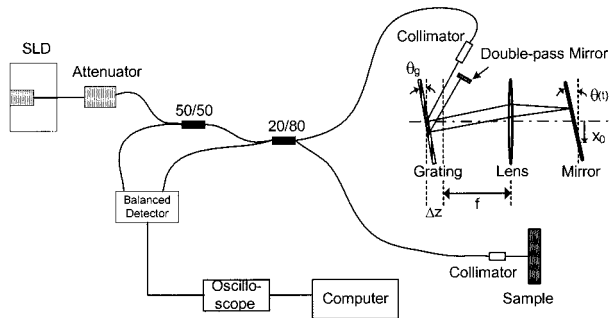 SLD
Attenuator
50/50
20/80
Collimator
Double-pass Mirror
θg
θ(t)
x0
Grating
Lens
Mirror
Δz
f
Balanced
Detector
Oscillo-
scope
Computer
Collimator
Sample